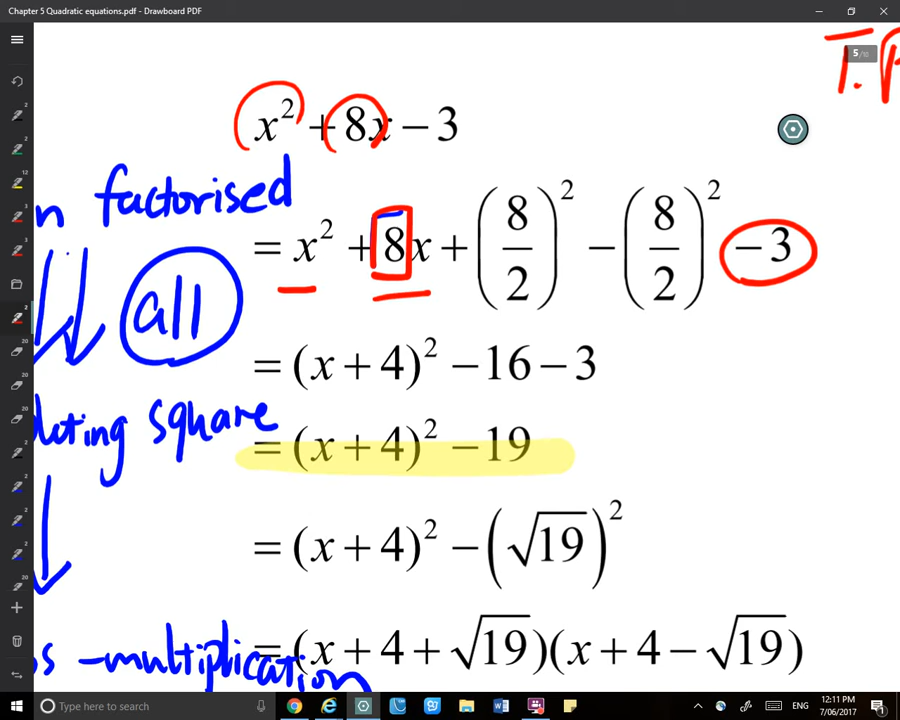 Chapter 5 Quadratic equations.pdf - Drawboard PDF
5/10
x² + 8x − 3
factorised
= x² + 8x + (8/2)² − (8/2)² − 3
all
= (x + 4)² − 16 − 3
square
= (x + 4)² − 19
= (x + 4)² − (√19)²
= (x + 4 + √19)(x + 4 − √19)
-multiplication
Type here to search
ENG
12:11 PM
7/06/2017